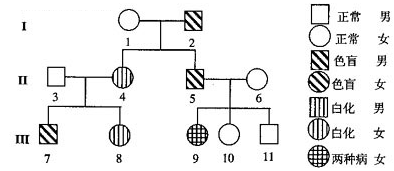 I
1 2
II
3 4 5 6
III
7 8 9 10 11
正常 男
正常 女
色盲 男
色盲 女
白化 男
白化 女
两种病 女